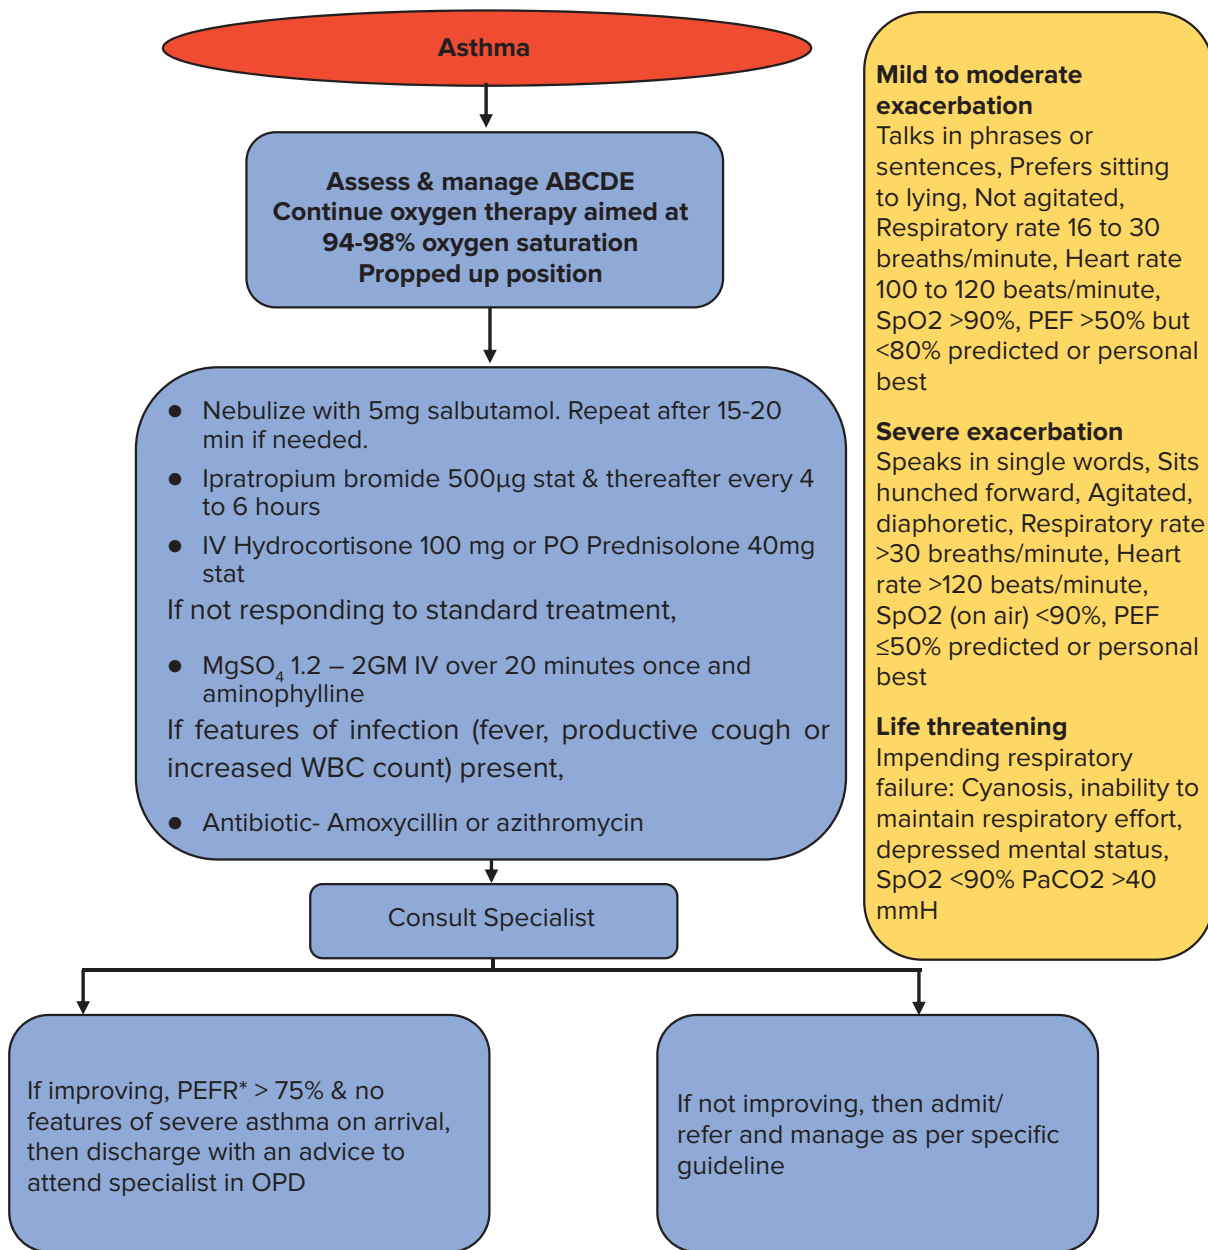 Asthma
Assess & manage ABCDE
Continue oxygen therapy aimed at
94-98% oxygen saturation
Propped up position
● Nebulize with 5mg salbutamol. Repeat after 15-20
min if needed.
● Ipratropium bromide 500µg stat & thereafter every 4
to 6 hours
● IV Hydrocortisone 100 mg or PO Prednisolone 40mg
stat
If not responding to standard treatment,
● MgSO₄ 1.2 – 2GM IV over 20 minutes once and
aminophylline
If features of infection (fever, productive cough or
increased WBC count) present,
● Antibiotic- Amoxycillin or azithromycin
Consult Specialist
If improving, PEFR* > 75% & no
features of severe asthma on arrival,
then discharge with an advice to
attend specialist in OPD
If not improving, then admit/
refer and manage as per specific
guideline
Mild to moderate
exacerbation
Talks in phrases or
sentences, Prefers sitting
to lying, Not agitated,
Respiratory rate 16 to 30
breaths/minute, Heart rate
100 to 120 beats/minute,
SpO2 >90%, PEF >50% but
<80% predicted or personal
best
Severe exacerbation
Speaks in single words, Sits
hunched forward, Agitated,
diaphoretic, Respiratory rate
>30 breaths/minute, Heart
rate >120 beats/minute,
SpO2 (on air) <90%, PEF
≤50% predicted or personal
best
Life threatening
Impending respiratory
failure: Cyanosis, inability to
maintain respiratory effort,
depressed mental status,
SpO2 <90% PaCO2 >40
mmH